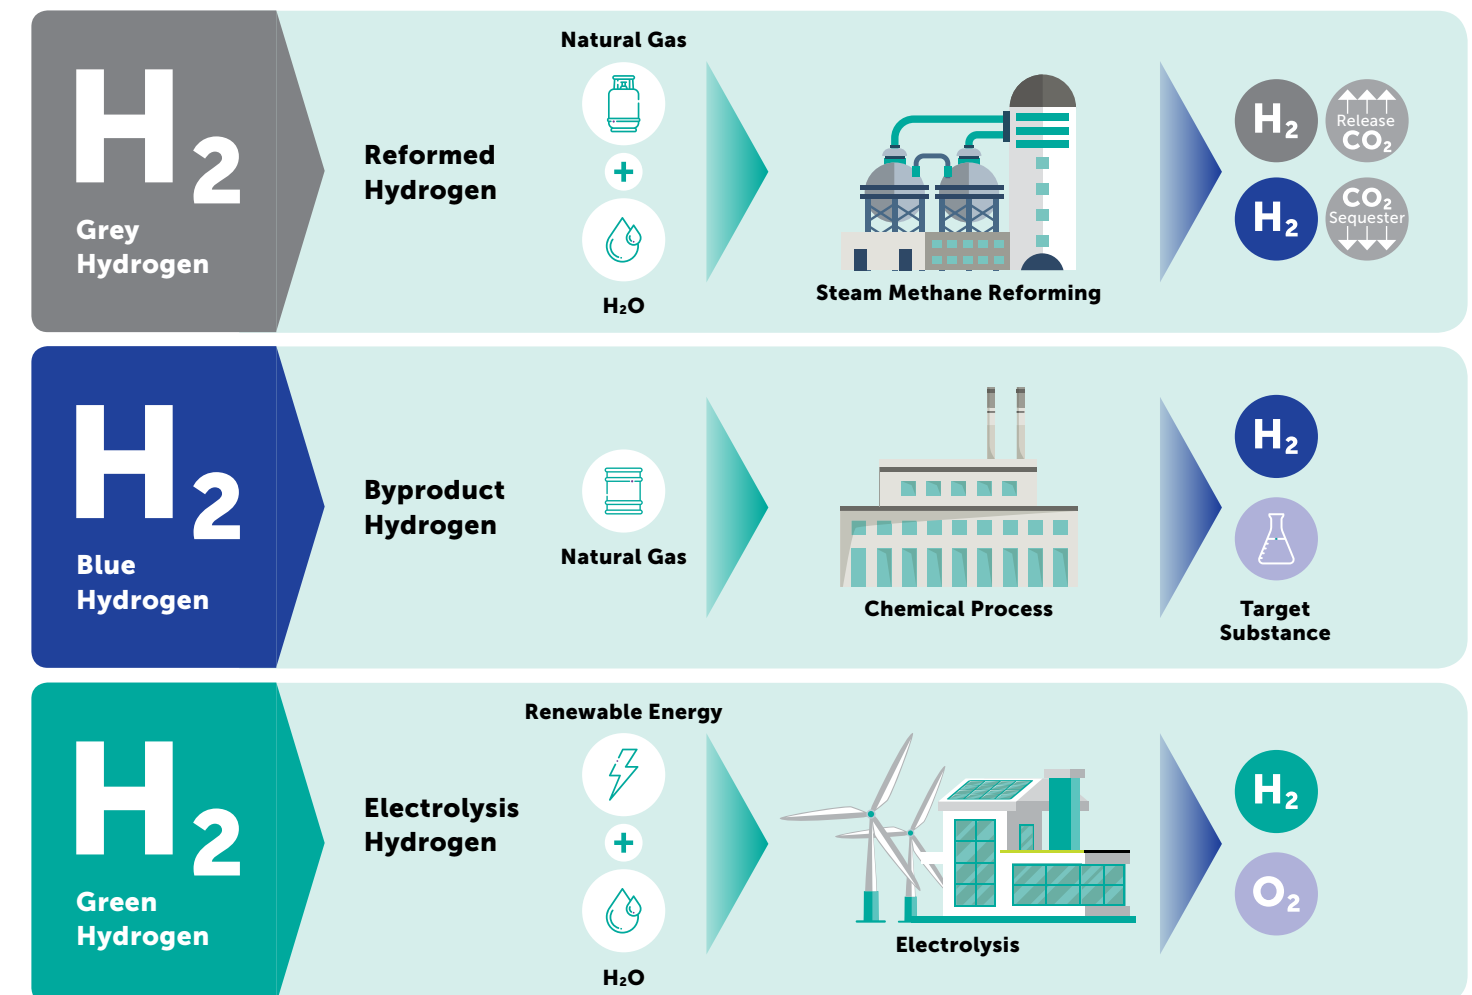 H₂
Grey
Hydrogen
Reformed
Hydrogen
Natural Gas
+
H₂O
Steam Methane Reforming
H₂
Release
CO₂
H₂
CO₂
Sequester
H₂
Blue
Hydrogen
Byproduct
Hydrogen
Natural Gas
Chemical Process
H₂
Target
Substance
H₂
Green
Hydrogen
Electrolysis
Hydrogen
Renewable Energy
+
H₂O
Electrolysis
H₂
O₂